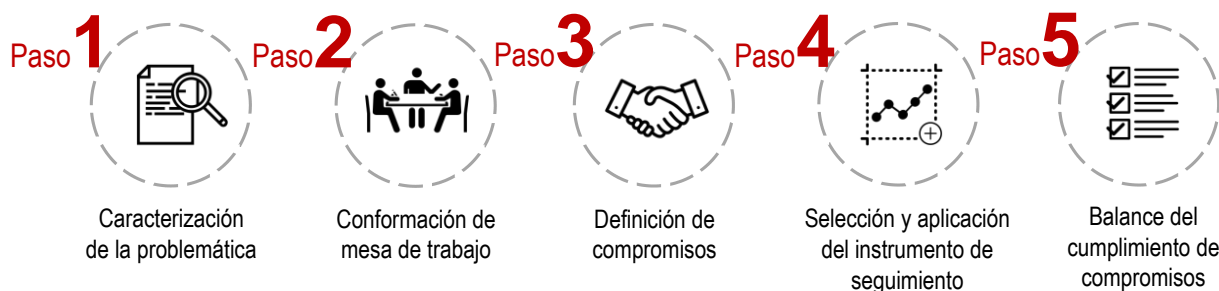 Paso 1
Caracterización
de la problemática
Paso 2
Conformación de
mesa de trabajo
Paso 3
Definición de
compromisos
Paso 4
Selección y aplicación
del instrumento de
seguimiento
Paso 5
Balance del
cumplimiento de
compromisos